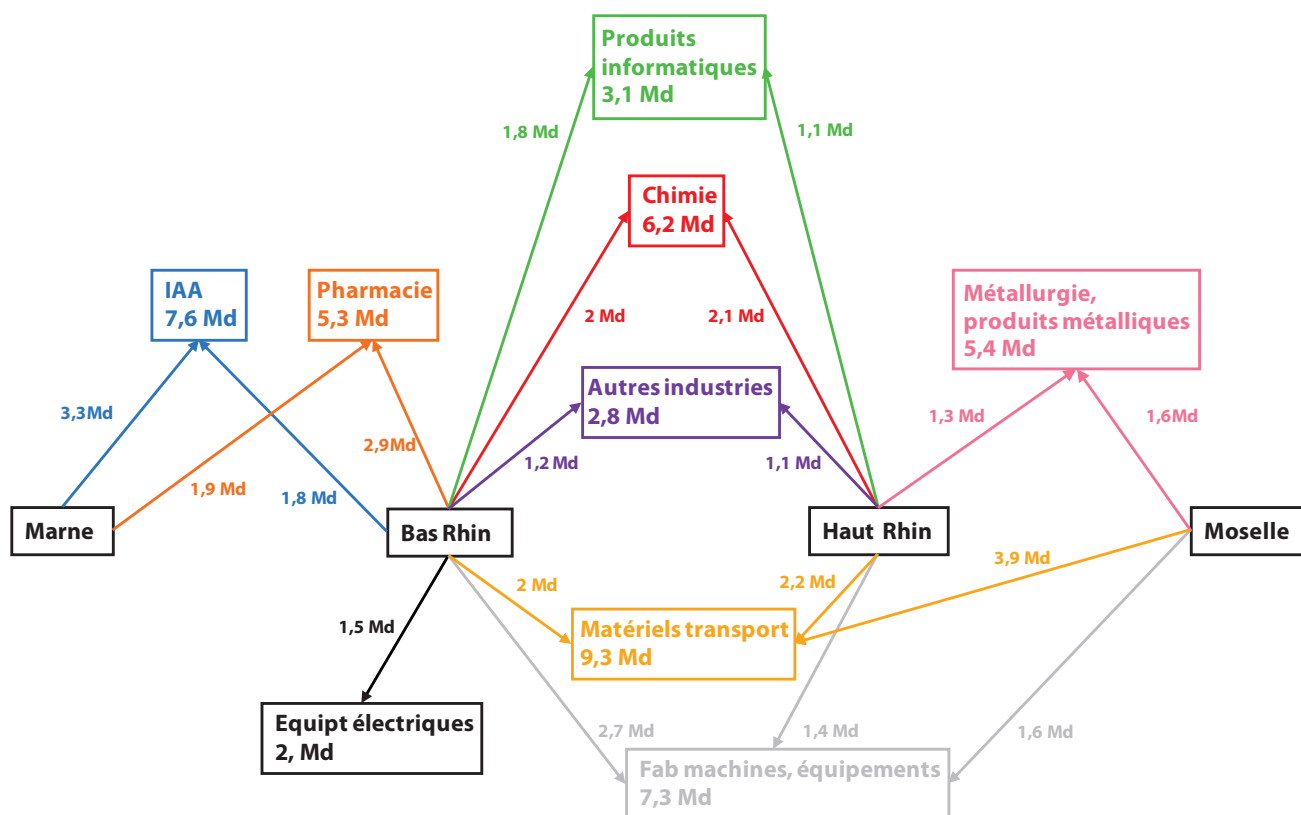 Produits
informatiques
3,1 Md
1,8 Md
1,1 Md
Chimie
6,2 Md
IAA
7,6 Md
Pharmacie
5,3 Md
2 Md
2,1 Md
Métallurgie,
produits métalliques
5,4 Md
Autres industries
2,8 Md
3,3Md
2,9Md
1,2 Md
1,1 Md
1,3 Md
1,6Md
1,9 Md
1,8 Md
Marne
Bas Rhin
Haut Rhin
Moselle
2 Md
2,2 Md
3,9 Md
1,5 Md
Matériels transport
9,3 Md
Equipt électriques
2, Md
2,7 Md
1,4 Md
1,6 Md
Fab machines, équipements
7,3 Md